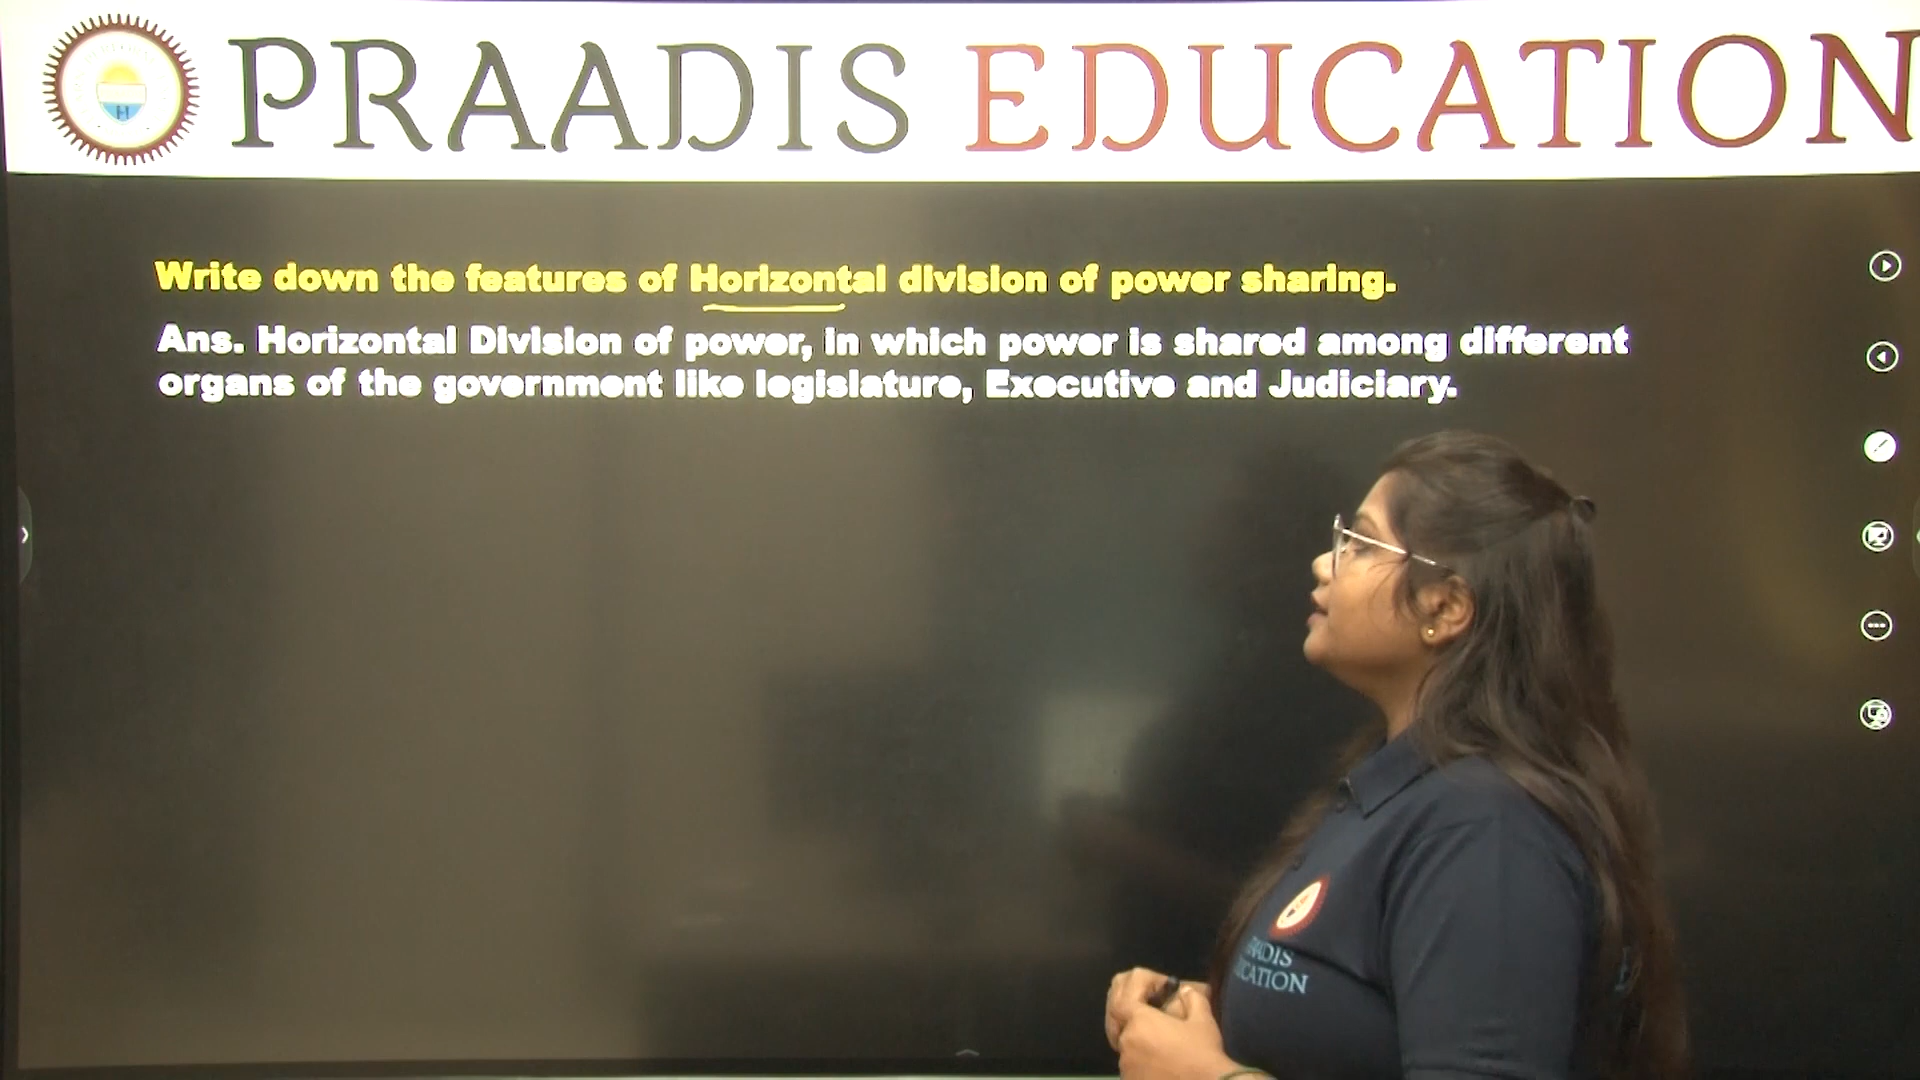 PRAADIS EDUCATION
Write down the features of Horizontal division of power sharing.
Ans. Horizontal Division of power, in which power is shared among different
organs of the government like legislature, Executive and Judiciary.